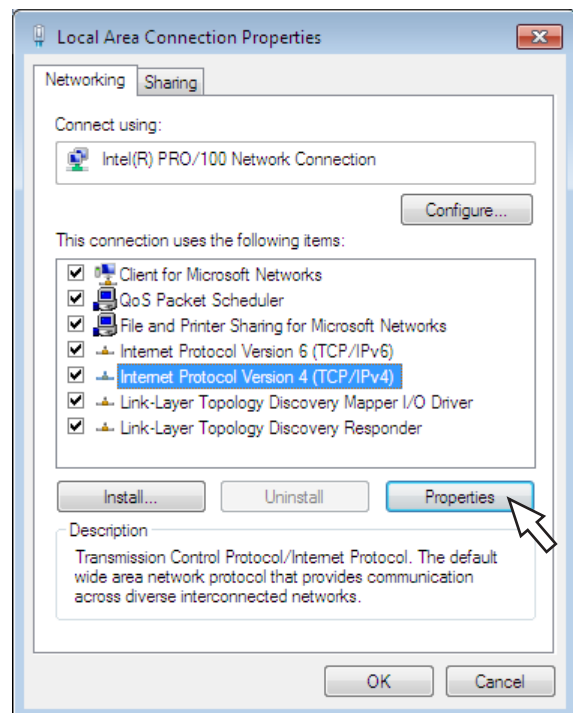 Local Area Connection Properties
Networking
Sharing
Connect using:
Intel(R) PRO/100 Network Connection
Configure...
This connection uses the following items:
Client for Microsoft Networks
QoS Packet Scheduler
File and Printer Sharing for Microsoft Networks
Internet Protocol Version 6 (TCP/IPv6)
Internet Protocol Version 4 (TCP/IPv4)
Link-Layer Topology Discovery Mapper I/O Driver
Link-Layer Topology Discovery Responder
Install...
Uninstall
Properties
Description
Transmission Control Protocol/Internet Protocol. The default
wide area network protocol that provides communication
across diverse interconnected networks.
OK
Cancel